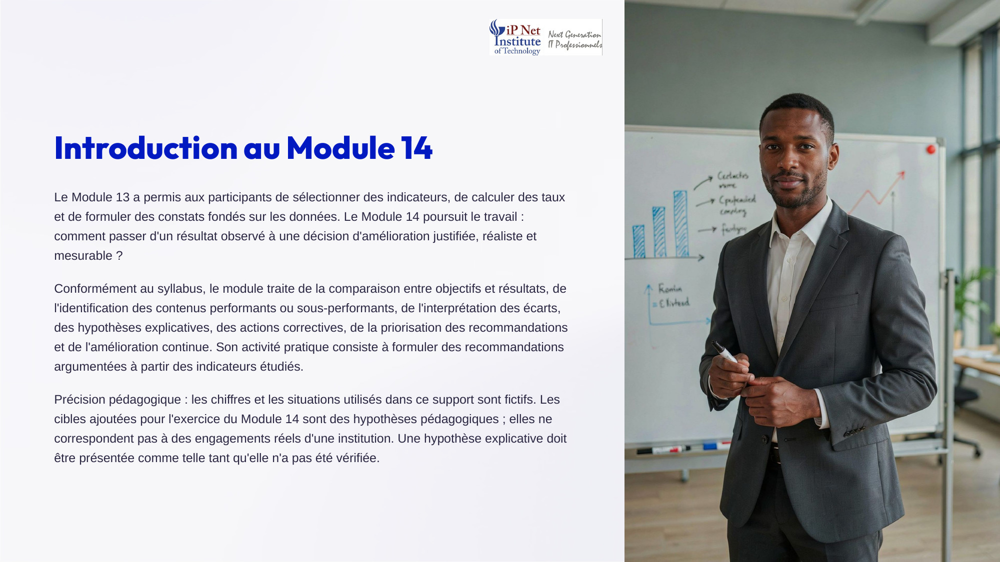 iP Net
Institute
of Technology
Next Generation
IT Professionnels
Introduction au Module 14
Le Module 13 a permis aux participants de sélectionner des indicateurs, de calculer des taux
et de formuler des constats fondés sur les données. Le Module 14 poursuit le travail :
comment passer d'un résultat observé à une décision d'amélioration justifiée, réaliste et
mesurable ?
Conformément au syllabus, le module traite de la comparaison entre objectifs et résultats, de
l'identification des contenus performants ou sous-performants, de l'interprétation des écarts,
des hypothèses explicatives, des actions correctives, de la priorisation des recommandations
et de l'amélioration continue. Son activité pratique consiste à formuler des recommandations
argumentées à partir des indicateurs étudiés.
Précision pédagogique : les chiffres et les situations utilisés dans ce support sont fictifs. Les
cibles ajoutées pour l'exercice du Module 14 sont des hypothèses pédagogiques ; elles ne
correspondent pas à des engagements réels d'une institution. Une hypothèse explicative doit
être présentée comme telle tant qu'elle n'a pas été vérifiée.